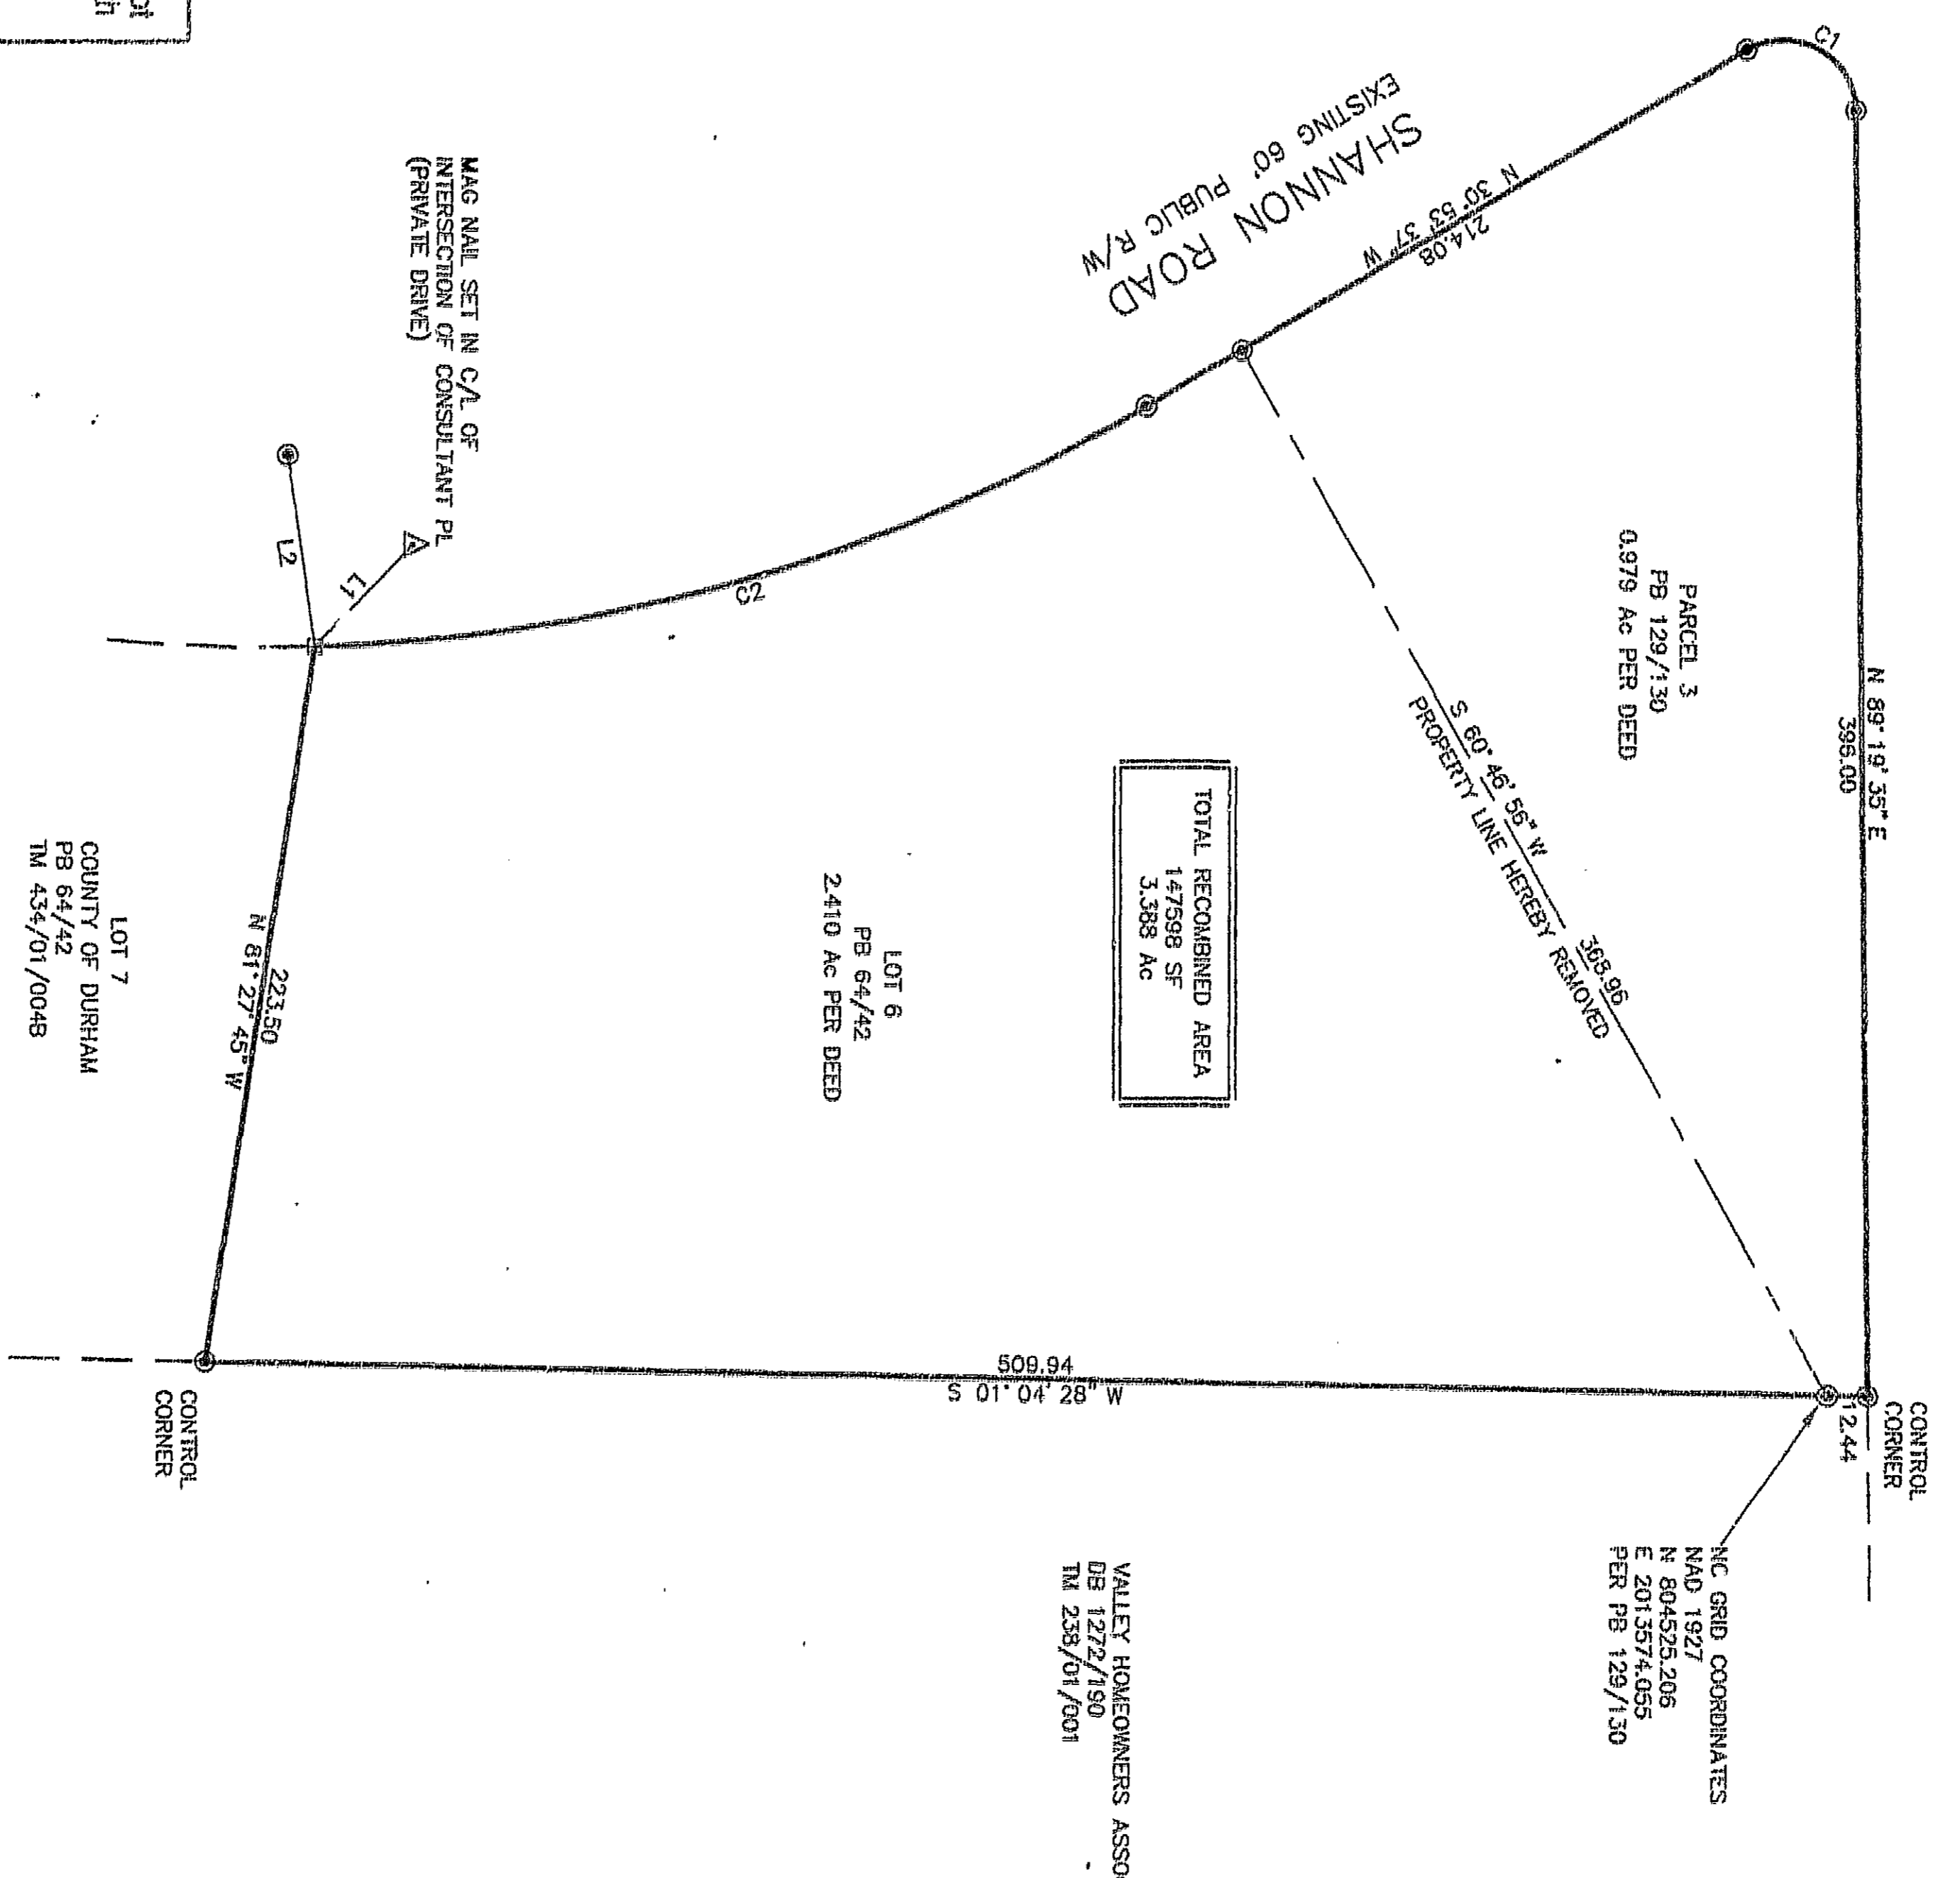 C1
N 89° 19' 35" E
396.00
CONTROL
CORNER
12.44
NC GRID COORDINATES
NAD 1927
N 804525.206
E 2013574.055
PER PB 129/130
PARCEL 3
PB 129/130
0.979 Ac PER DEED
N 30° 53' 37" W
214.08
SHANNON ROAD
EXISTING 60' PUBLIC R/W
S 60° 46' 56" W
368.96
PROPERTY LINE HEREBY REMOVED
TOTAL RECOMBINED AREA
147598 SF
3.388 Ac
LOT 6
PB 64/42
2.410 Ac PER DEED
509.94
S 01° 04' 28" W
VALLEY HOMEOWNERS ASSO
DB 1272/190
TM 238/01/001
C2
MAG NAIL SET IN C/L OF
INTERSECTION OF CONSULTANT PL
(PRIVATE DRIVE)
L1
L2
223.50
N 81° 27' 45" W
CONTROL
CORNER
LOT 7
COUNTY OF DURHAM
PB 64/42
TM 434/01/004B